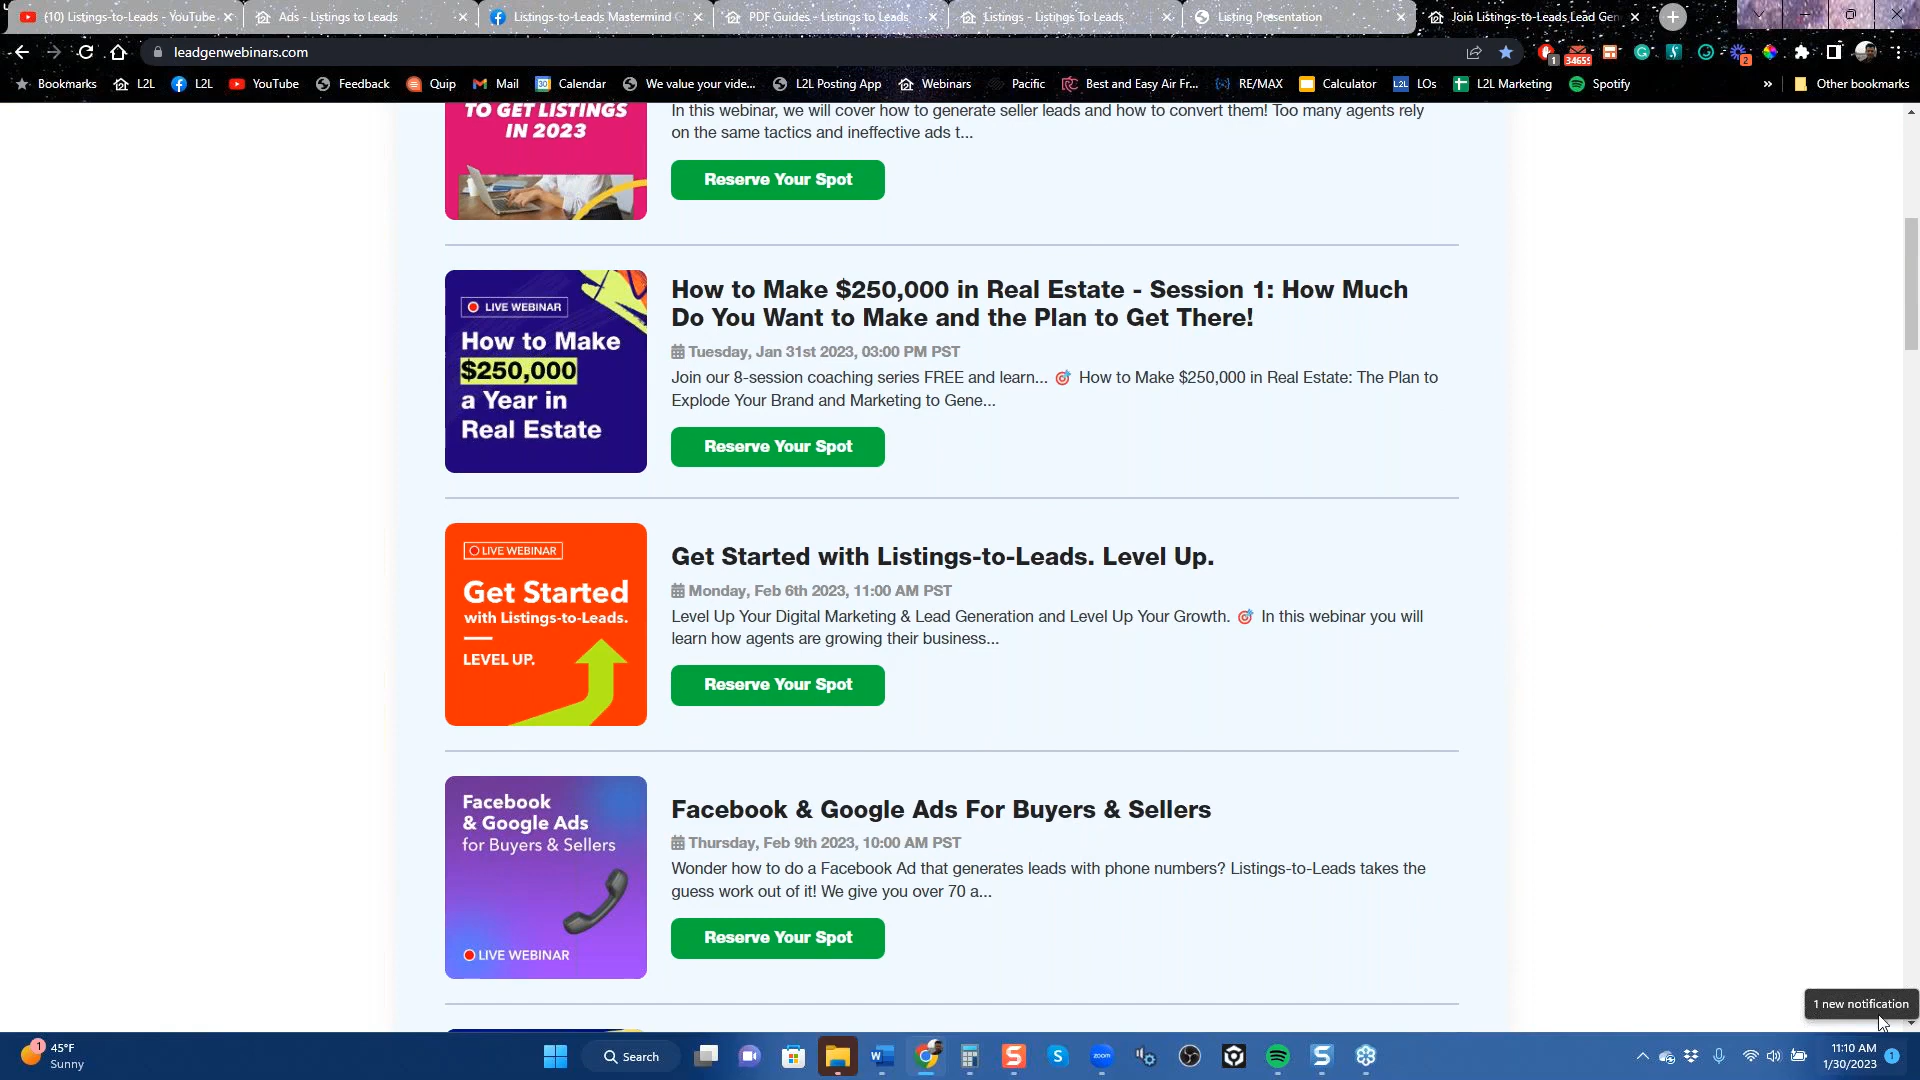 (10) Listings-to-Leads - YouTube
Ads - Listings to Leads
Listings-to-Leads Mastermind
PDF Guides - Listings to Leads
Listings - Listings To Leads
Listing Presentation
Join Listings-to-Leads Lead Gen
leadgenwebinars.com
1
34655
2
Bookmarks
L2L
L2L
YouTube
Feedback
Quip
Mail
Calendar
We value your vide...
L2L Posting App
Webinars
Pacific
Best and Easy Air Fr...
RE/MAX
Calculator
L2L LOs
L2L Marketing
Spotify
»
Other bookmarks
TO GET LISTINGS
IN 2023
In this webinar, we will cover how to generate seller leads and how to convert them! Too many agents rely
on the same tactics and ineffective ads t...
Reserve Your Spot
LIVE WEBINAR
How to Make
$250,000
a Year in
Real Estate
How to Make $250,000 in Real Estate - Session 1: How Much
Do You Want to Make and the Plan to Get There!
Tuesday, Jan 31st 2023, 03:00 PM PST
Join our 8-session coaching series FREE and learn... 🎯 How to Make $250,000 in Real Estate: The Plan to
Explode Your Brand and Marketing to Gene...
Reserve Your Spot
LIVE WEBINAR
Get Started
with Listings-to-Leads.
LEVEL UP.
Get Started with Listings-to-Leads. Level Up.
Monday, Feb 6th 2023, 11:00 AM PST
Level Up Your Digital Marketing & Lead Generation and Level Up Your Growth. 🎯 In this webinar you will
learn how agents are growing their business...
Reserve Your Spot
Facebook
& Google Ads
for Buyers & Sellers
LIVE WEBINAR
Facebook & Google Ads For Buyers & Sellers
Thursday, Feb 9th 2023, 10:00 AM PST
Wonder how to do a Facebook Ad that generates leads with phone numbers? Listings-to-Leads takes the
guess work out of it! We give you over 70 a...
Reserve Your Spot
1 new notification
1
45°F
Sunny
Search
zoom
11:10 AM
1/30/2023
1